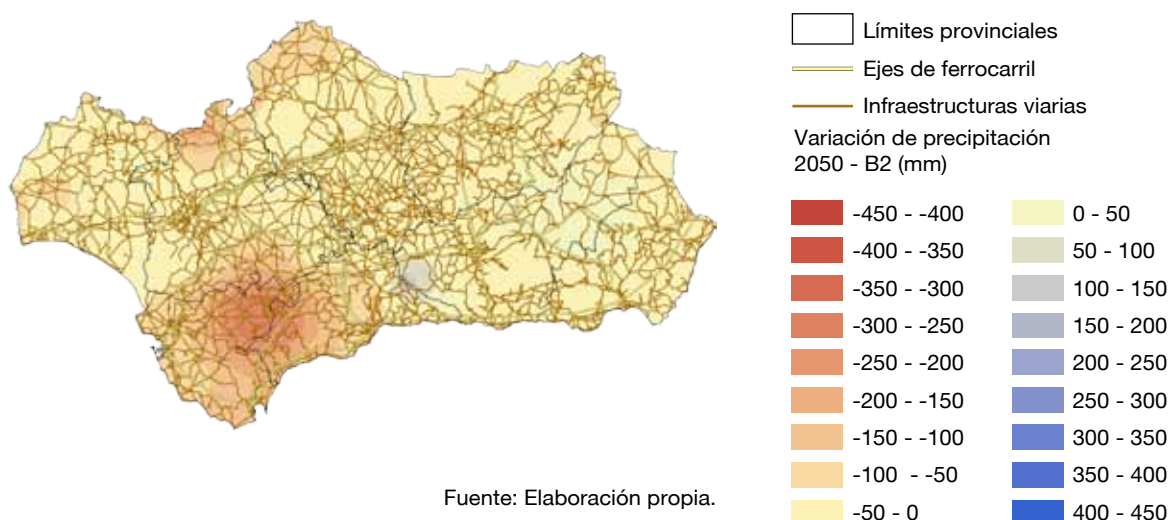 Límites provinciales
Ejes de ferrocarril
Infraestructuras viarias
Variación de precipitación
2050 - B2 (mm)
-450 - -400
-400 - -350
-350 - -300
-300 - -250
-250 - -200
-200 - -150
-150 - -100
-100 - -50
-50 - 0
0 - 50
50 - 100
100 - 150
150 - 200
200 - 250
250 - 300
300 - 350
350 - 400
400 - 450
Fuente: Elaboración propia.